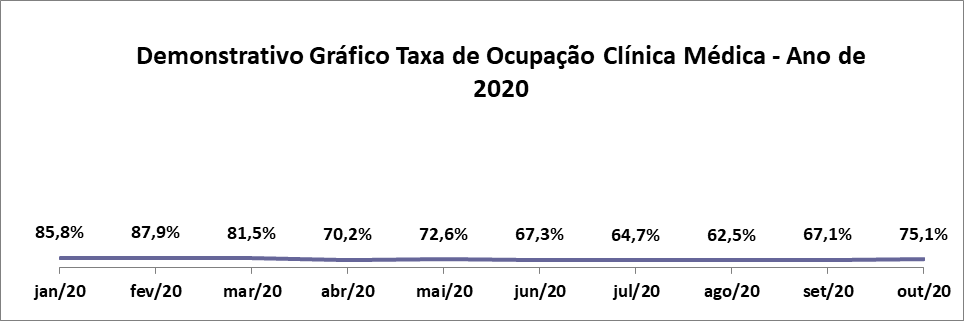 Demonstrativo Gráfico Taxa de Ocupação Clínica Médica - Ano de
2020
85,8% 87,9% 81,5% 70,2% 72,6% 67,3% 64,7% 62,5% 67,1% 75,1%
jan/20 fev/20 mar/20 abr/20 mai/20 jun/20 jul/20 ago/20 set/20 out/20